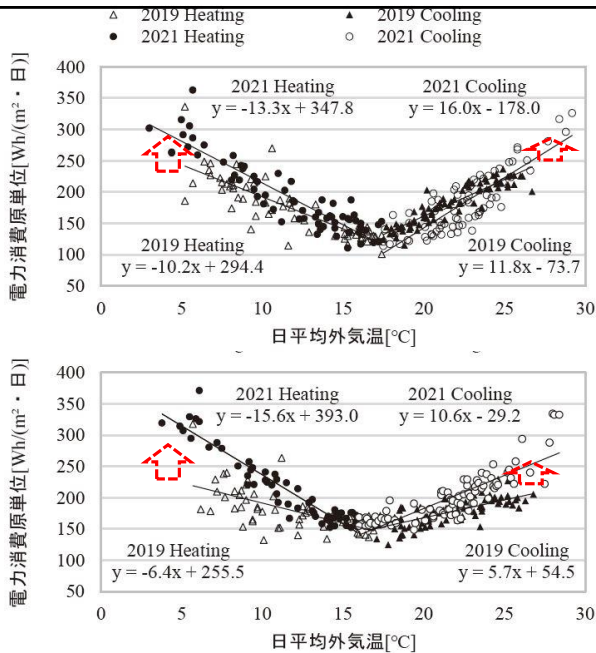 2019 Heating 2019 Cooling
2021 Heating 2021 Cooling
電力消費原単位[Wh/(m²・日)]
400
350
300
250
200
150
100
50
2021 Heating
y = -13.3x + 347.8
2021 Cooling
y = 16.0x - 178.0
2019 Heating
y = -10.2x + 294.4
2019 Cooling
y = 11.8x - 73.7
0 5 10 15 20 25 30
日平均外気温[℃]
電力消費原単位[Wh/(m²・日)]
400
350
300
250
200
150
100
50
2021 Heating
y = -15.6x + 393.0
2021 Cooling
y = 10.6x - 29.2
2019 Heating
y = -6.4x + 255.5
2019 Cooling
y = 5.7x + 54.5
0 5 10 15 20 25 30
日平均外気温[℃]